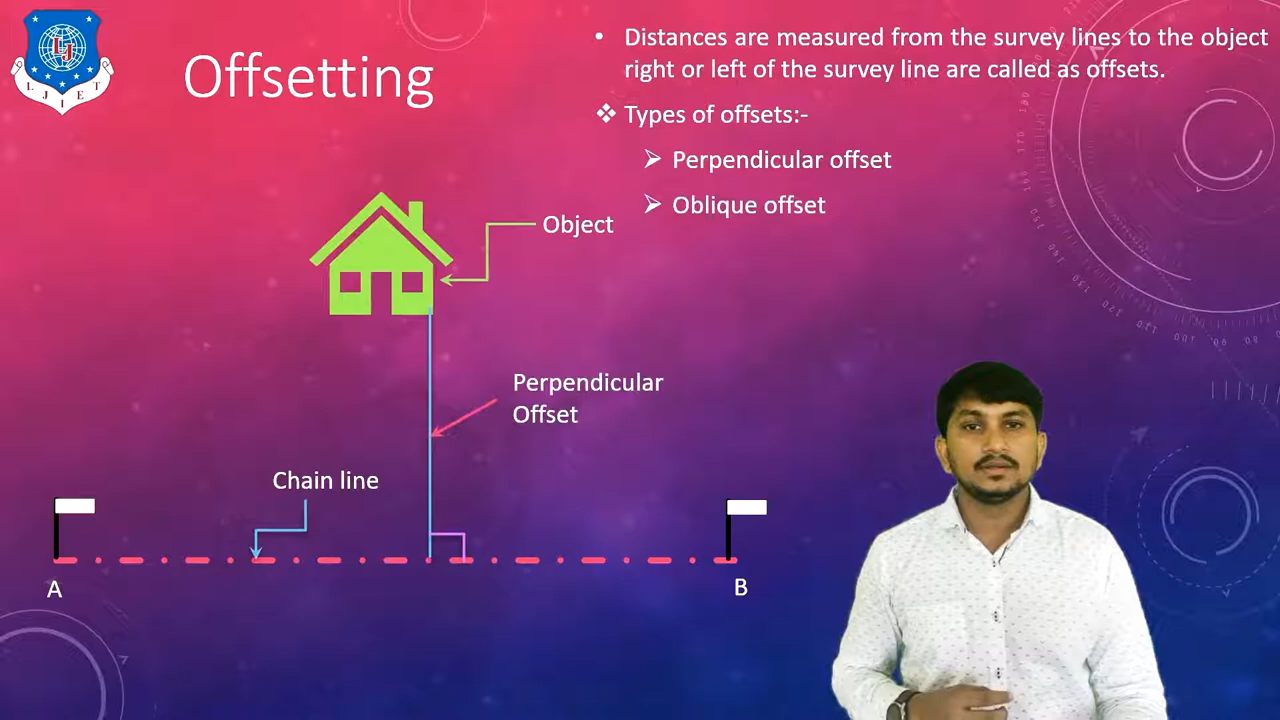 LJ
LJIET
Offsetting
• Distances are measured from the survey lines to the object
right or left of the survey line are called as offsets.
❖ Types of offsets:-
➢ Perpendicular offset
➢ Oblique offset
Object
Perpendicular
Offset
Chain line
A
B